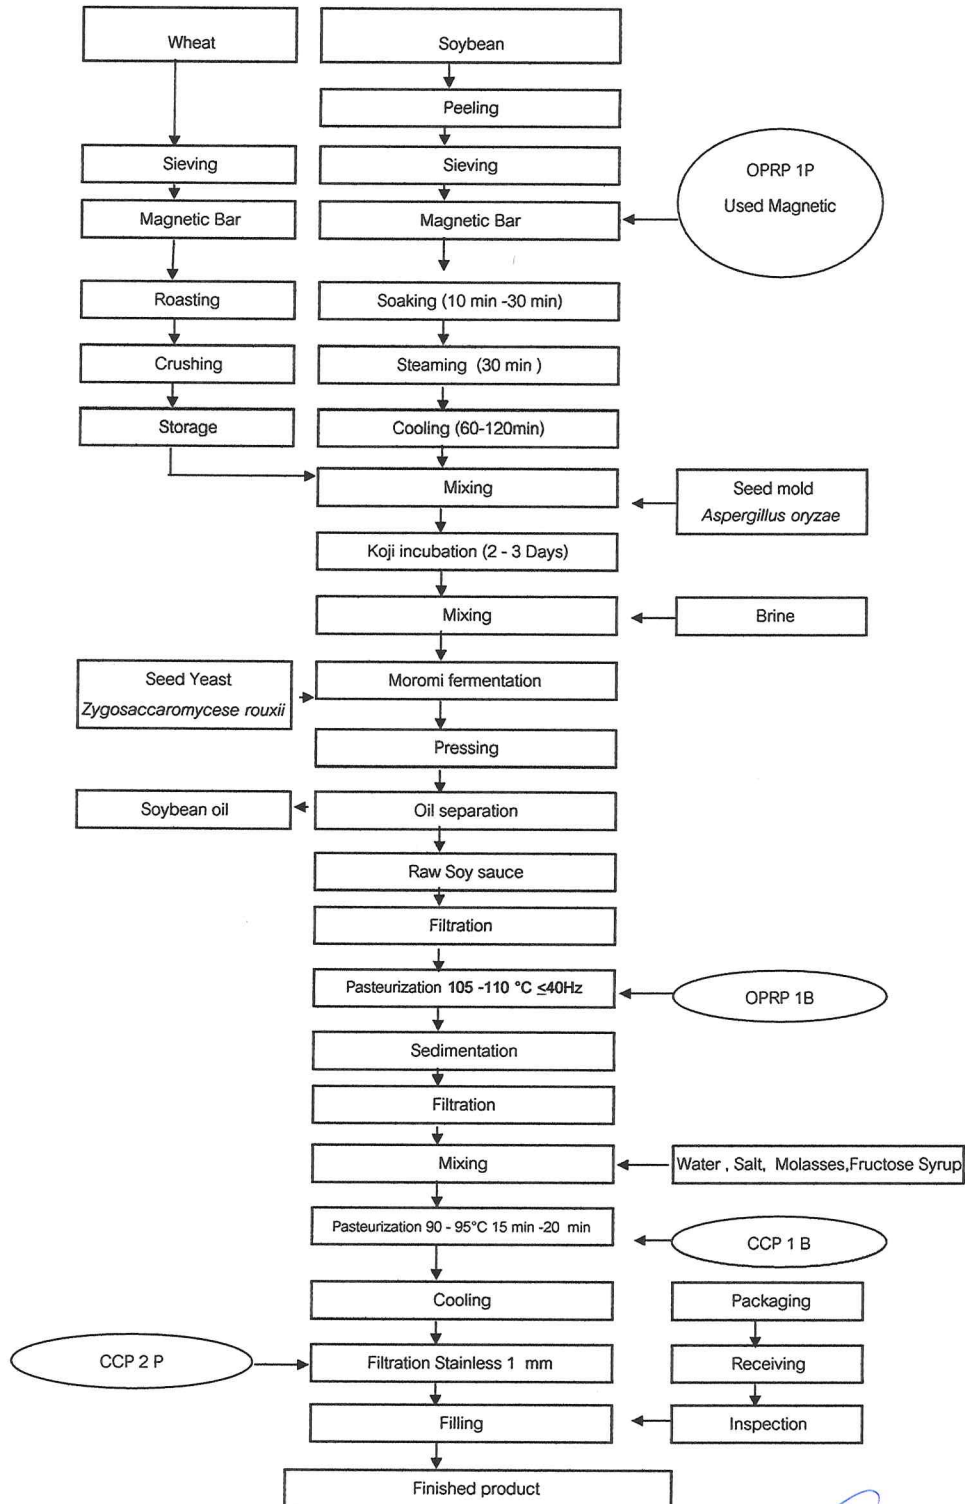 Wheat
Soybean
Peeling
Sieving
Sieving
OPRP 1P
Used Magnetic
Magnetic Bar
Magnetic Bar
Roasting
Soaking (10 min -30 min)
Crushing
Steaming (30 min )
Storage
Cooling (60-120min)
Mixing
Seed mold
Aspergillus oryzae
Koji incubation (2 - 3 Days)
Mixing
Brine
Seed Yeast
Zygosaccaromycese rouxii
Moromi fermentation
Pressing
Soybean oil
Oil separation
Raw Soy sauce
Filtration
Pasteurization 105 -110 °C ≤40Hz
OPRP 1B
Sedimentation
Filtration
Mixing
Water , Salt, Molasses,Fructose Syrup
Pasteurization 90 - 95°C 15 min -20 min
CCP 1 B
Cooling
Packaging
CCP 2 P
Filtration Stainless 1 mm
Receiving
Filling
Inspection
Finished product